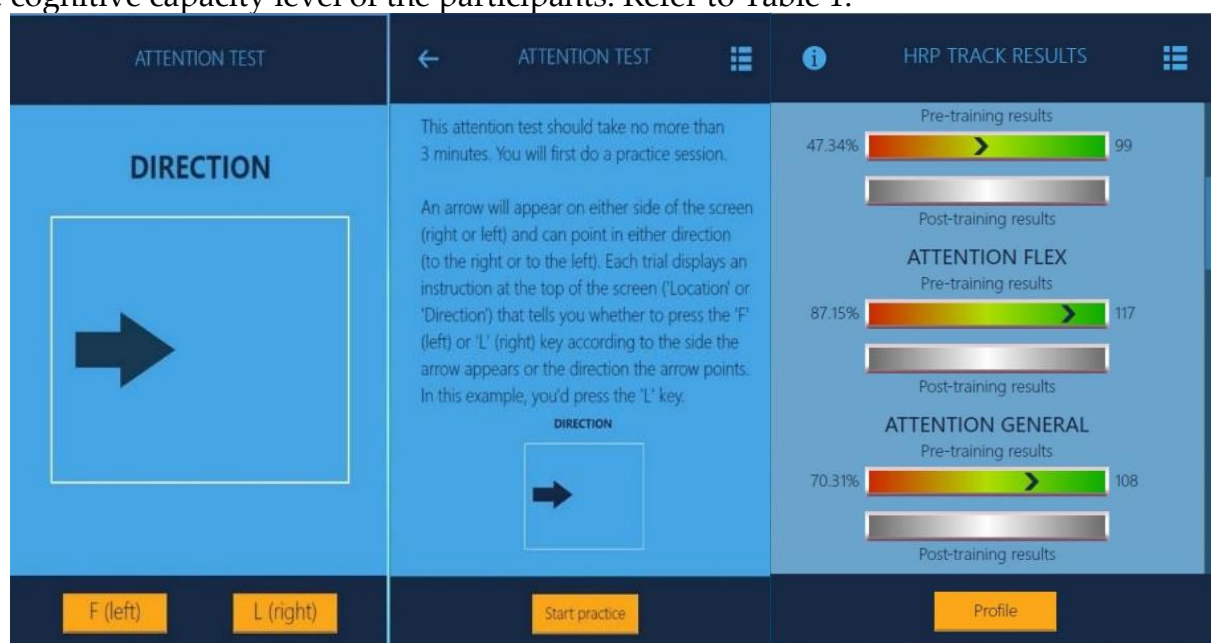 cognitive capacity level of the participants. Refer to Table 1.
ATTENTION TEST
DIRECTION
F (left)
L (right)
ATTENTION TEST
This attention test should take no more than
3 minutes. You will first do a practice session.
An arrow will appear on either side of the screen
(right or left) and can point in either direction
(to the right or to the left). Each trial displays an
instruction at the top of the screen ('Location' or
'Direction') that tells you whether to press the 'F'
(left) or 'L' (right) key according to the side the
arrow appears or the direction the arrow points.
In this example, you'd press the 'L' key.
DIRECTION
Start practice
i
HRP TRACK RESULTS
Pre-training results
47.34% 99
Post-training results
ATTENTION FLEX
Pre-training results
87.15% 117
Post-training results
ATTENTION GENERAL
Pre-training results
70.31% 108
Post-training results
Profile